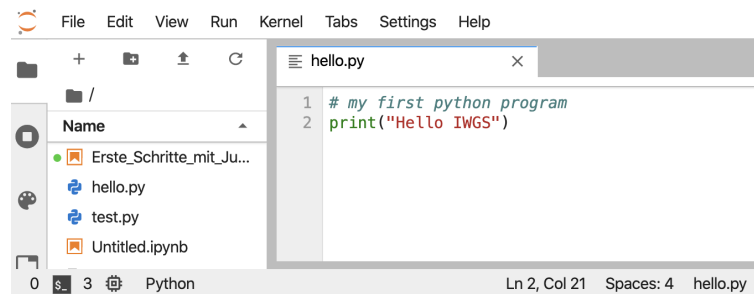 File Edit View Run Kernel Tabs Settings Help
hello.py
/
Name
Erste_Schritte_mit_Ju...
hello.py
test.py
Untitled.ipynb
1 # my first python program
2 print("Hello IWGS")
0 $_ 3 Python Ln 2, Col 21 Spaces: 4 hello.py